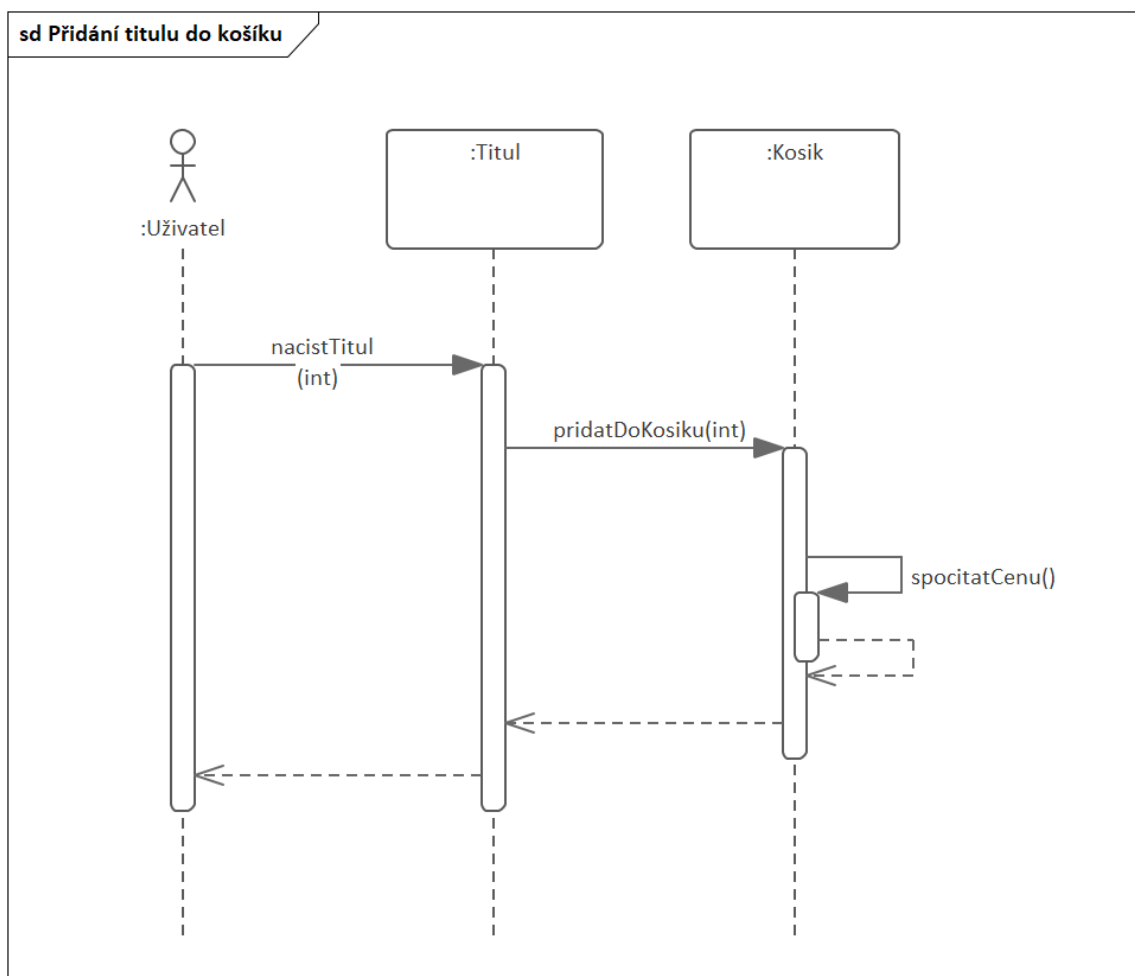 sd Přidání titulu do košíku
:Uživatel
:Titul
:Kosik
nacistTitul
(int)
pridatDoKosiku(int)
spocitatCenu()